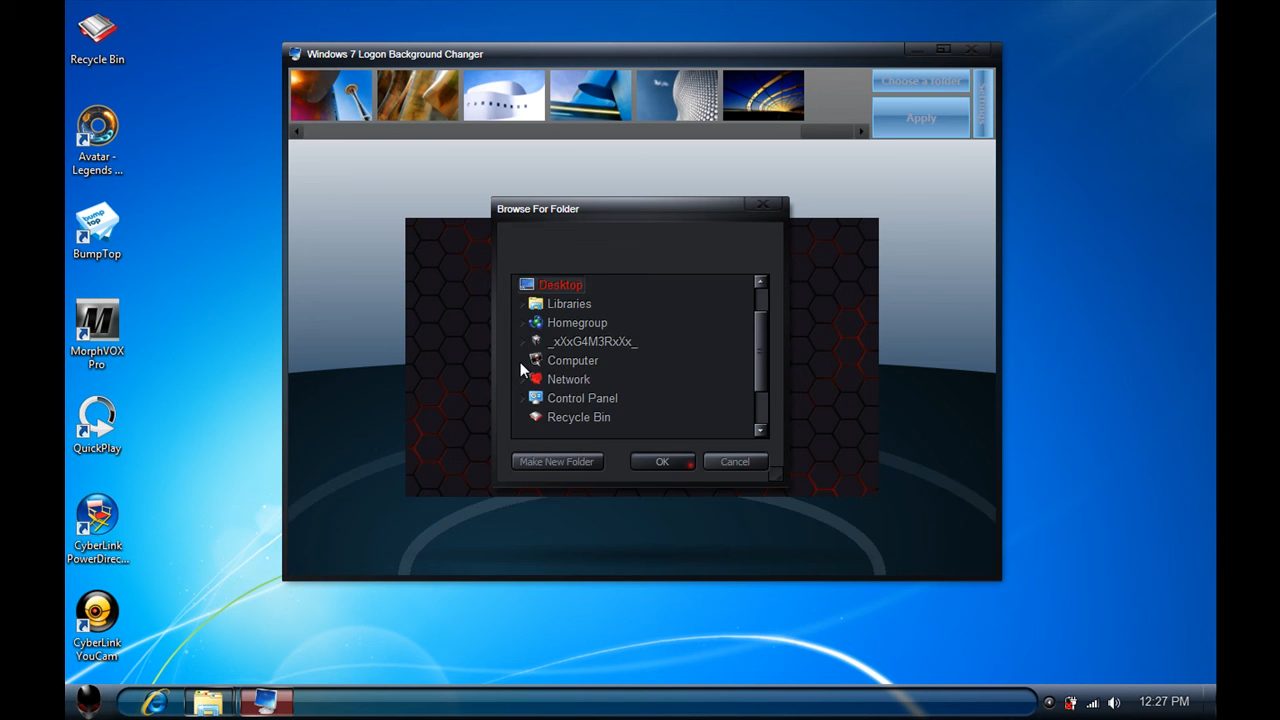 Recycle Bin
Avatar -
Legends ...
BumpTop
MorphVOX
Pro
QuickPlay
CyberLink
PowerDirec...
CyberLink
YouCam
Windows 7 Logon Background Changer
Choose a folder
Apply
Settings
Browse For Folder
Desktop
Libraries
Homegroup
_xXxG4M3RxXx_
Computer
Network
Control Panel
Recycle Bin
Make New Folder
OK
Cancel
12:27 PM